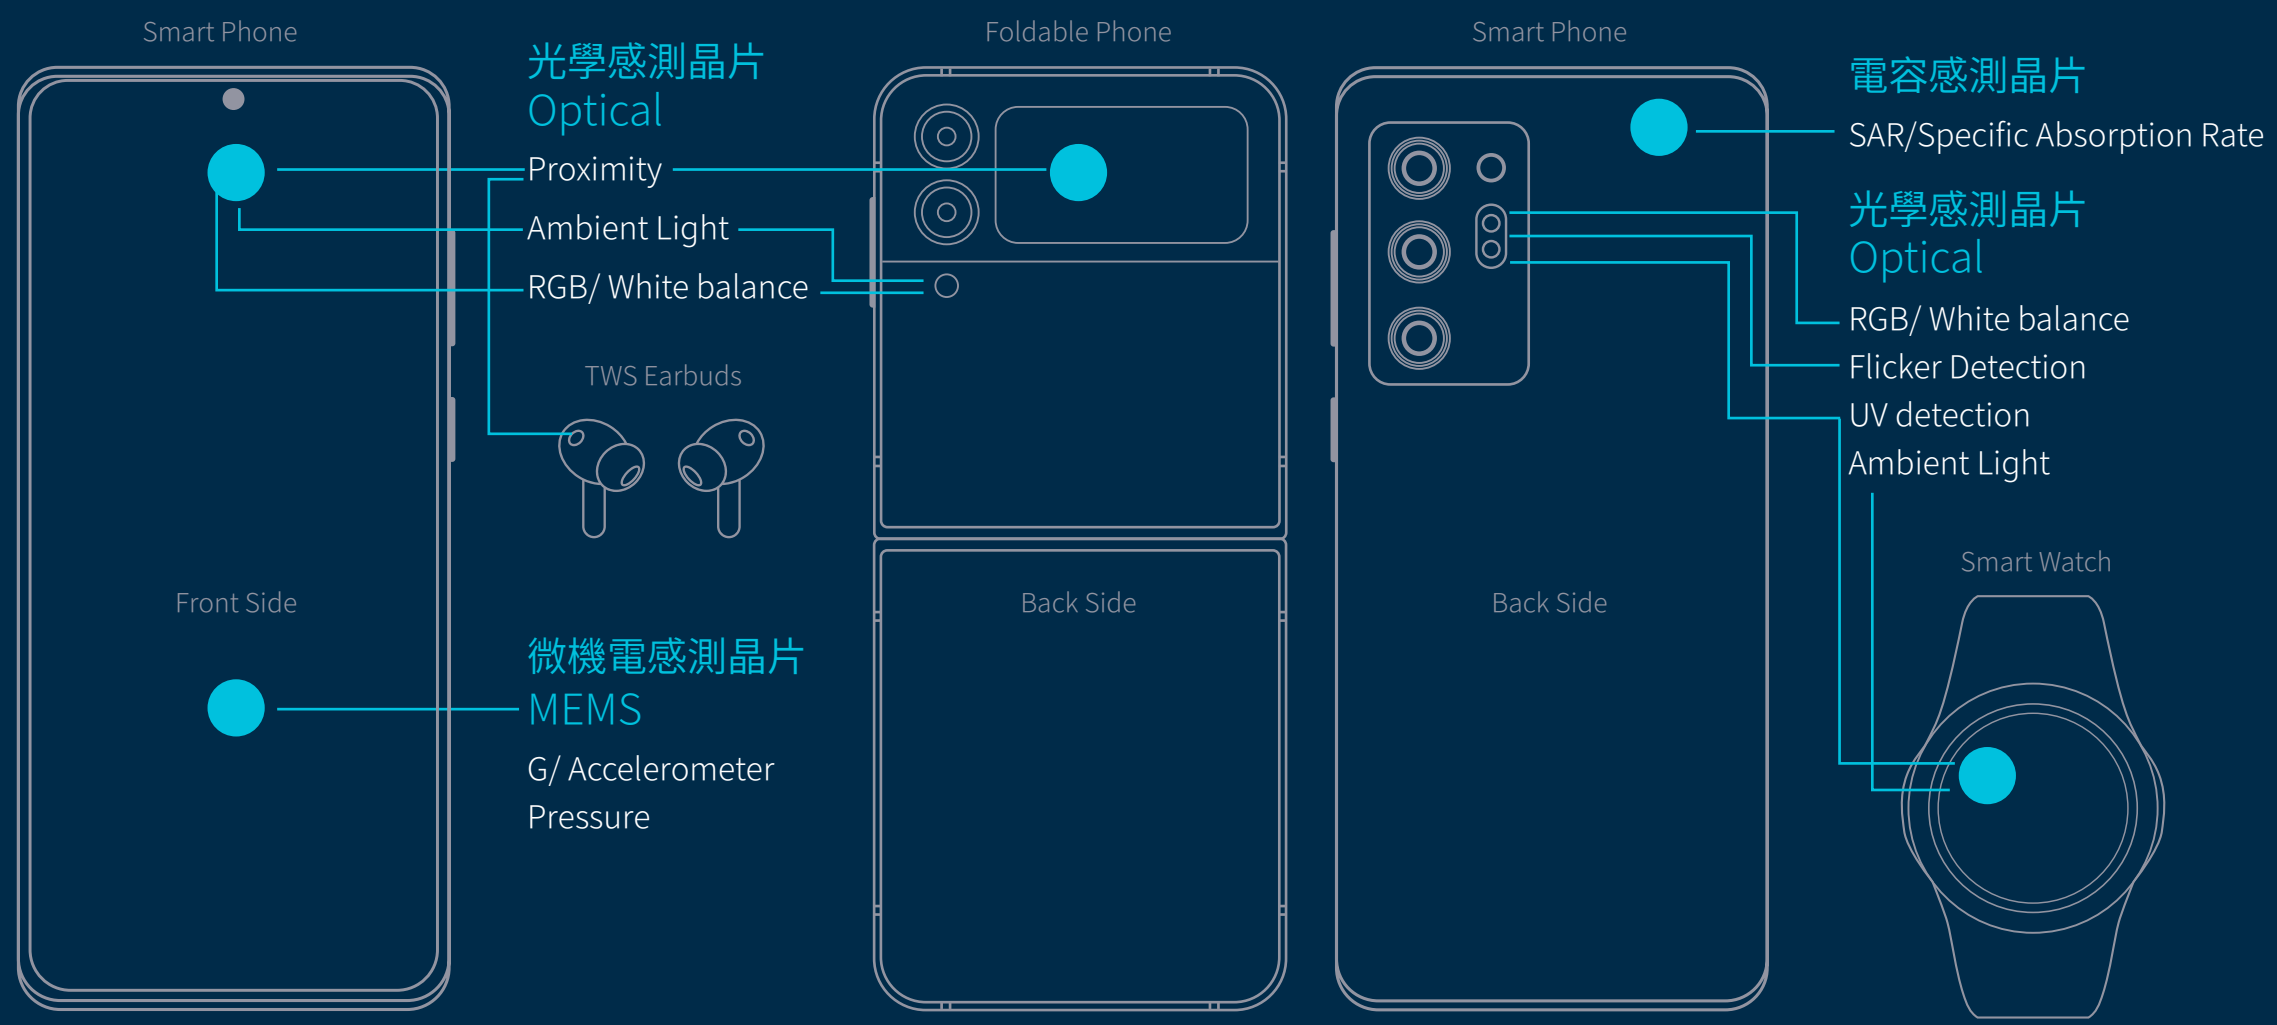 Smart Phone
光學感測晶片
Optical
Proximity
Ambient Light
RGB/ White balance
TWS Earbuds
Front Side
微機電感測晶片
MEMS
G/ Accelerometer
Pressure
Foldable Phone
Back Side
Smart Phone
Back Side
電容感測晶片
SAR/Specific Absorption Rate
光學感測晶片
Optical
RGB/ White balance
Flicker Detection
UV detection
Ambient Light
Smart Watch